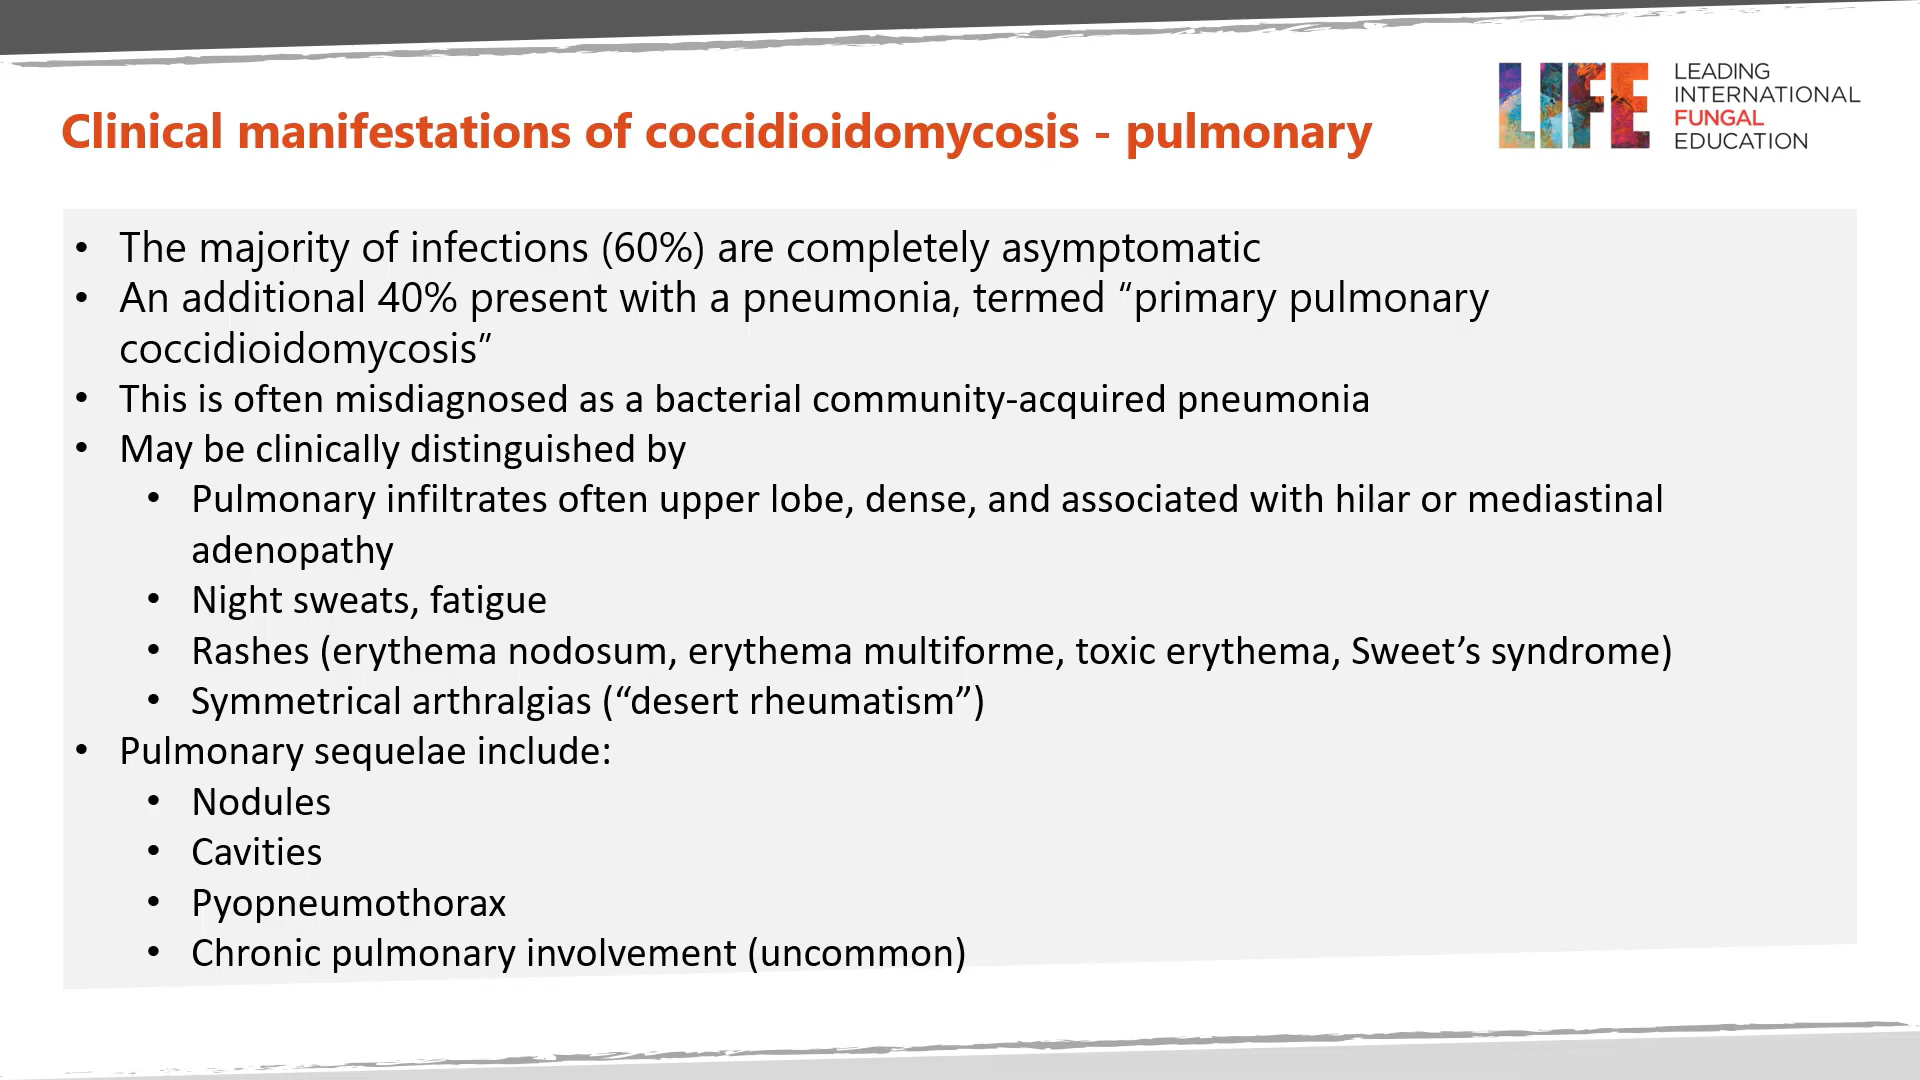 LIFE
LEADING
INTERNATIONAL
FUNGAL
EDUCATION
Clinical manifestations of coccidioidomycosis - pulmonary
• The majority of infections (60%) are completely asymptomatic
• An additional 40% present with a pneumonia, termed “primary pulmonary
coccidioidomycosis”
• This is often misdiagnosed as a bacterial community-acquired pneumonia
• May be clinically distinguished by
• Pulmonary infiltrates often upper lobe, dense, and associated with hilar or mediastinal
adenopathy
• Night sweats, fatigue
• Rashes (erythema nodosum, erythema multiforme, toxic erythema, Sweet’s syndrome)
• Symmetrical arthralgias (“desert rheumatism”)
• Pulmonary sequelae include:
• Nodules
• Cavities
• Pyopneumothorax
• Chronic pulmonary involvement (uncommon)